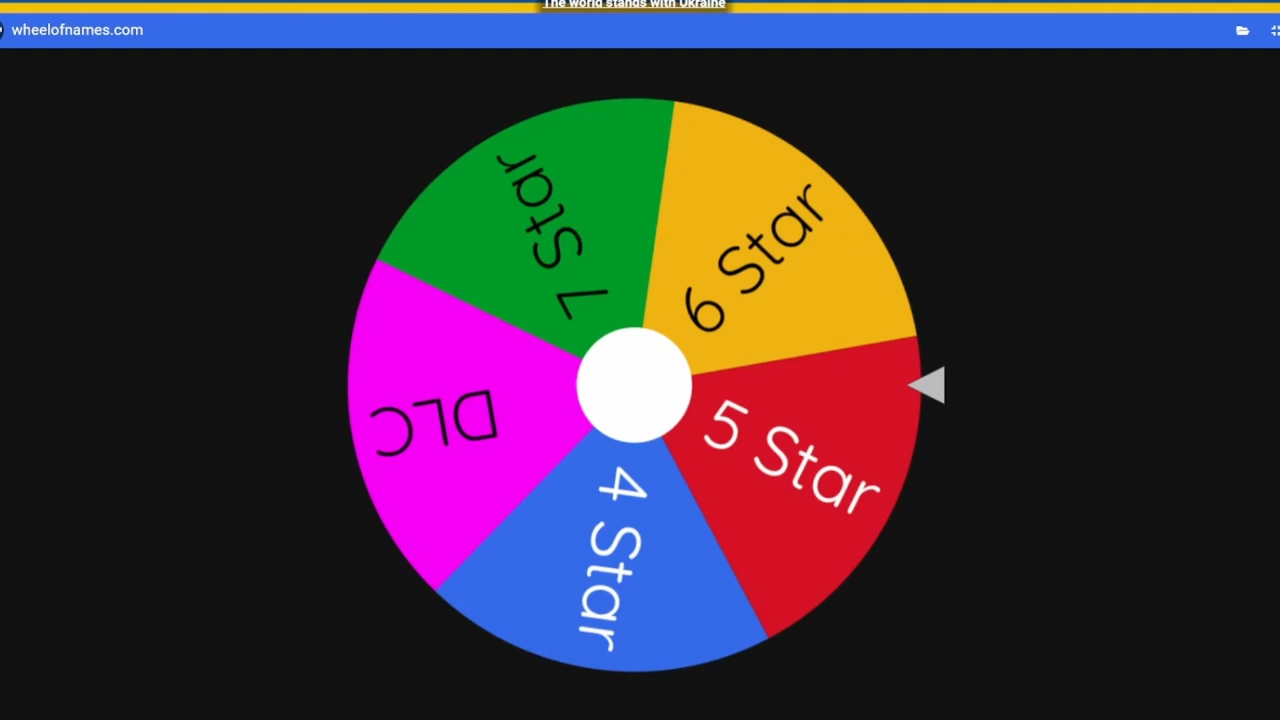 The world stands with Ukraine
wheelofnames.com
7 Star
6 Star
DLC
5 Star
4 Star